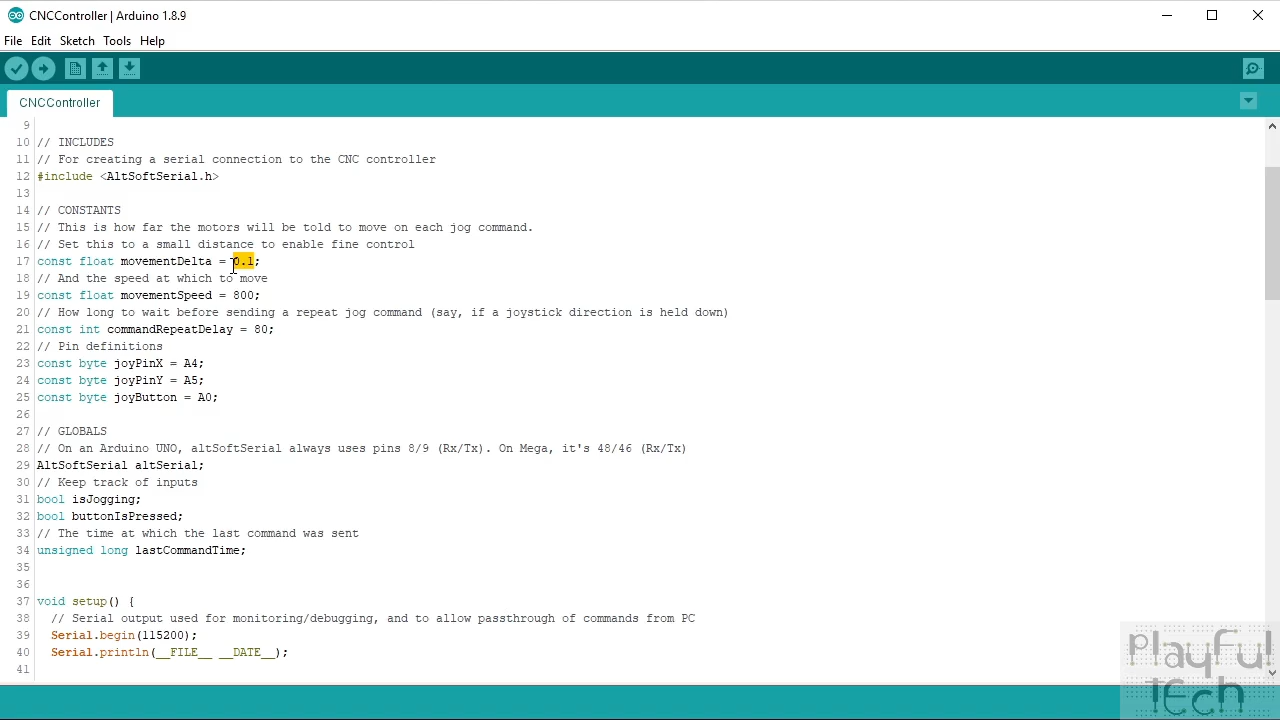 CNCController | Arduino 1.8.9
File Edit Sketch Tools Help
CNCController
9
10 // INCLUDES
11 // For creating a serial connection to the CNC controller
12 #include <AltSoftSerial.h>
13
14 // CONSTANTS
15 // This is how far the motors will be told to move on each jog command.
16 // Set this to a small distance to enable fine control
17 const float movementDelta = 0.1;
18 // And the speed at which to move
19 const float movementSpeed = 800;
20 // How long to wait before sending a repeat jog command (say, if a joystick direction is held down)
21 const int commandRepeatDelay = 80;
22 // Pin definitions
23 const byte joyPinX = A4;
24 const byte joyPinY = A5;
25 const byte joyButton = A0;
26
27 // GLOBALS
28 // On an Arduino UNO, altSoftSerial always uses pins 8/9 (Rx/Tx). On Mega, it's 48/46 (Rx/Tx)
29 AltSoftSerial altSerial;
30 // Keep track of inputs
31 bool isJogging;
32 bool buttonIsPressed;
33 // The time at which the last command was sent
34 unsigned long lastCommandTime;
35
36
37 void setup() {
38 // Serial output used for monitoring/debugging, and to allow passthrough of commands from PC
39 Serial.begin(115200);
40 Serial.println(__FILE__ __DATE__);
41
playful
tech